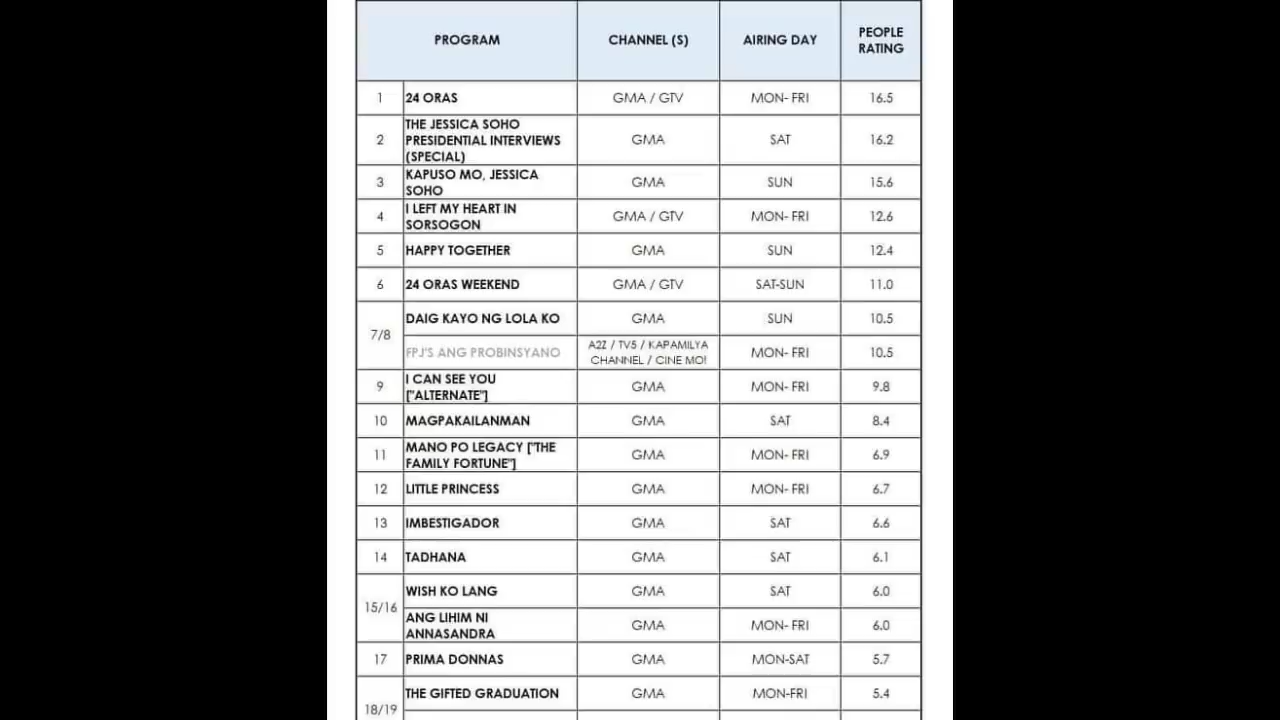 PROGRAM CHANNEL (S) AIRING DAY PEOPLE RATING
1 24 ORAS GMA / GTV MON- FRI 16.5
2 THE JESSICA SOHO PRESIDENTIAL INTERVIEWS (SPECIAL) GMA SAT 16.2
3 KAPUSO MO, JESSICA SOHO GMA SUN 15.6
4 I LEFT MY HEART IN SORSOGON GMA / GTV MON- FRI 12.6
5 HAPPY TOGETHER GMA SUN 12.4
6 24 ORAS WEEKEND GMA / GTV SAT-SUN 11.0
7/8 DAIG KAYO NG LOLA KO GMA SUN 10.5
FPJ'S ANG PROBINSYANO A2Z / TV5 / KAPAMILYA CHANNEL / CINE MO! MON- FRI 10.5
9 I CAN SEE YOU ["ALTERNATE"] GMA MON- FRI 9.8
10 MAGPAKAILANMAN GMA SAT 8.4
11 MANO PO LEGACY ["THE FAMILY FORTUNE"] GMA MON- FRI 6.9
12 LITTLE PRINCESS GMA MON- FRI 6.7
13 IMBESTIGADOR GMA SAT 6.6
14 TADHANA GMA SAT 6.1
15/16 WISH KO LANG GMA SAT 6.0
ANG LIHIM NI ANNASANDRA GMA MON- FRI 6.0
17 PRIMA DONNAS GMA MON-SAT 5.7
18/19 THE GIFTED GRADUATION GMA MON-FRI 5.4